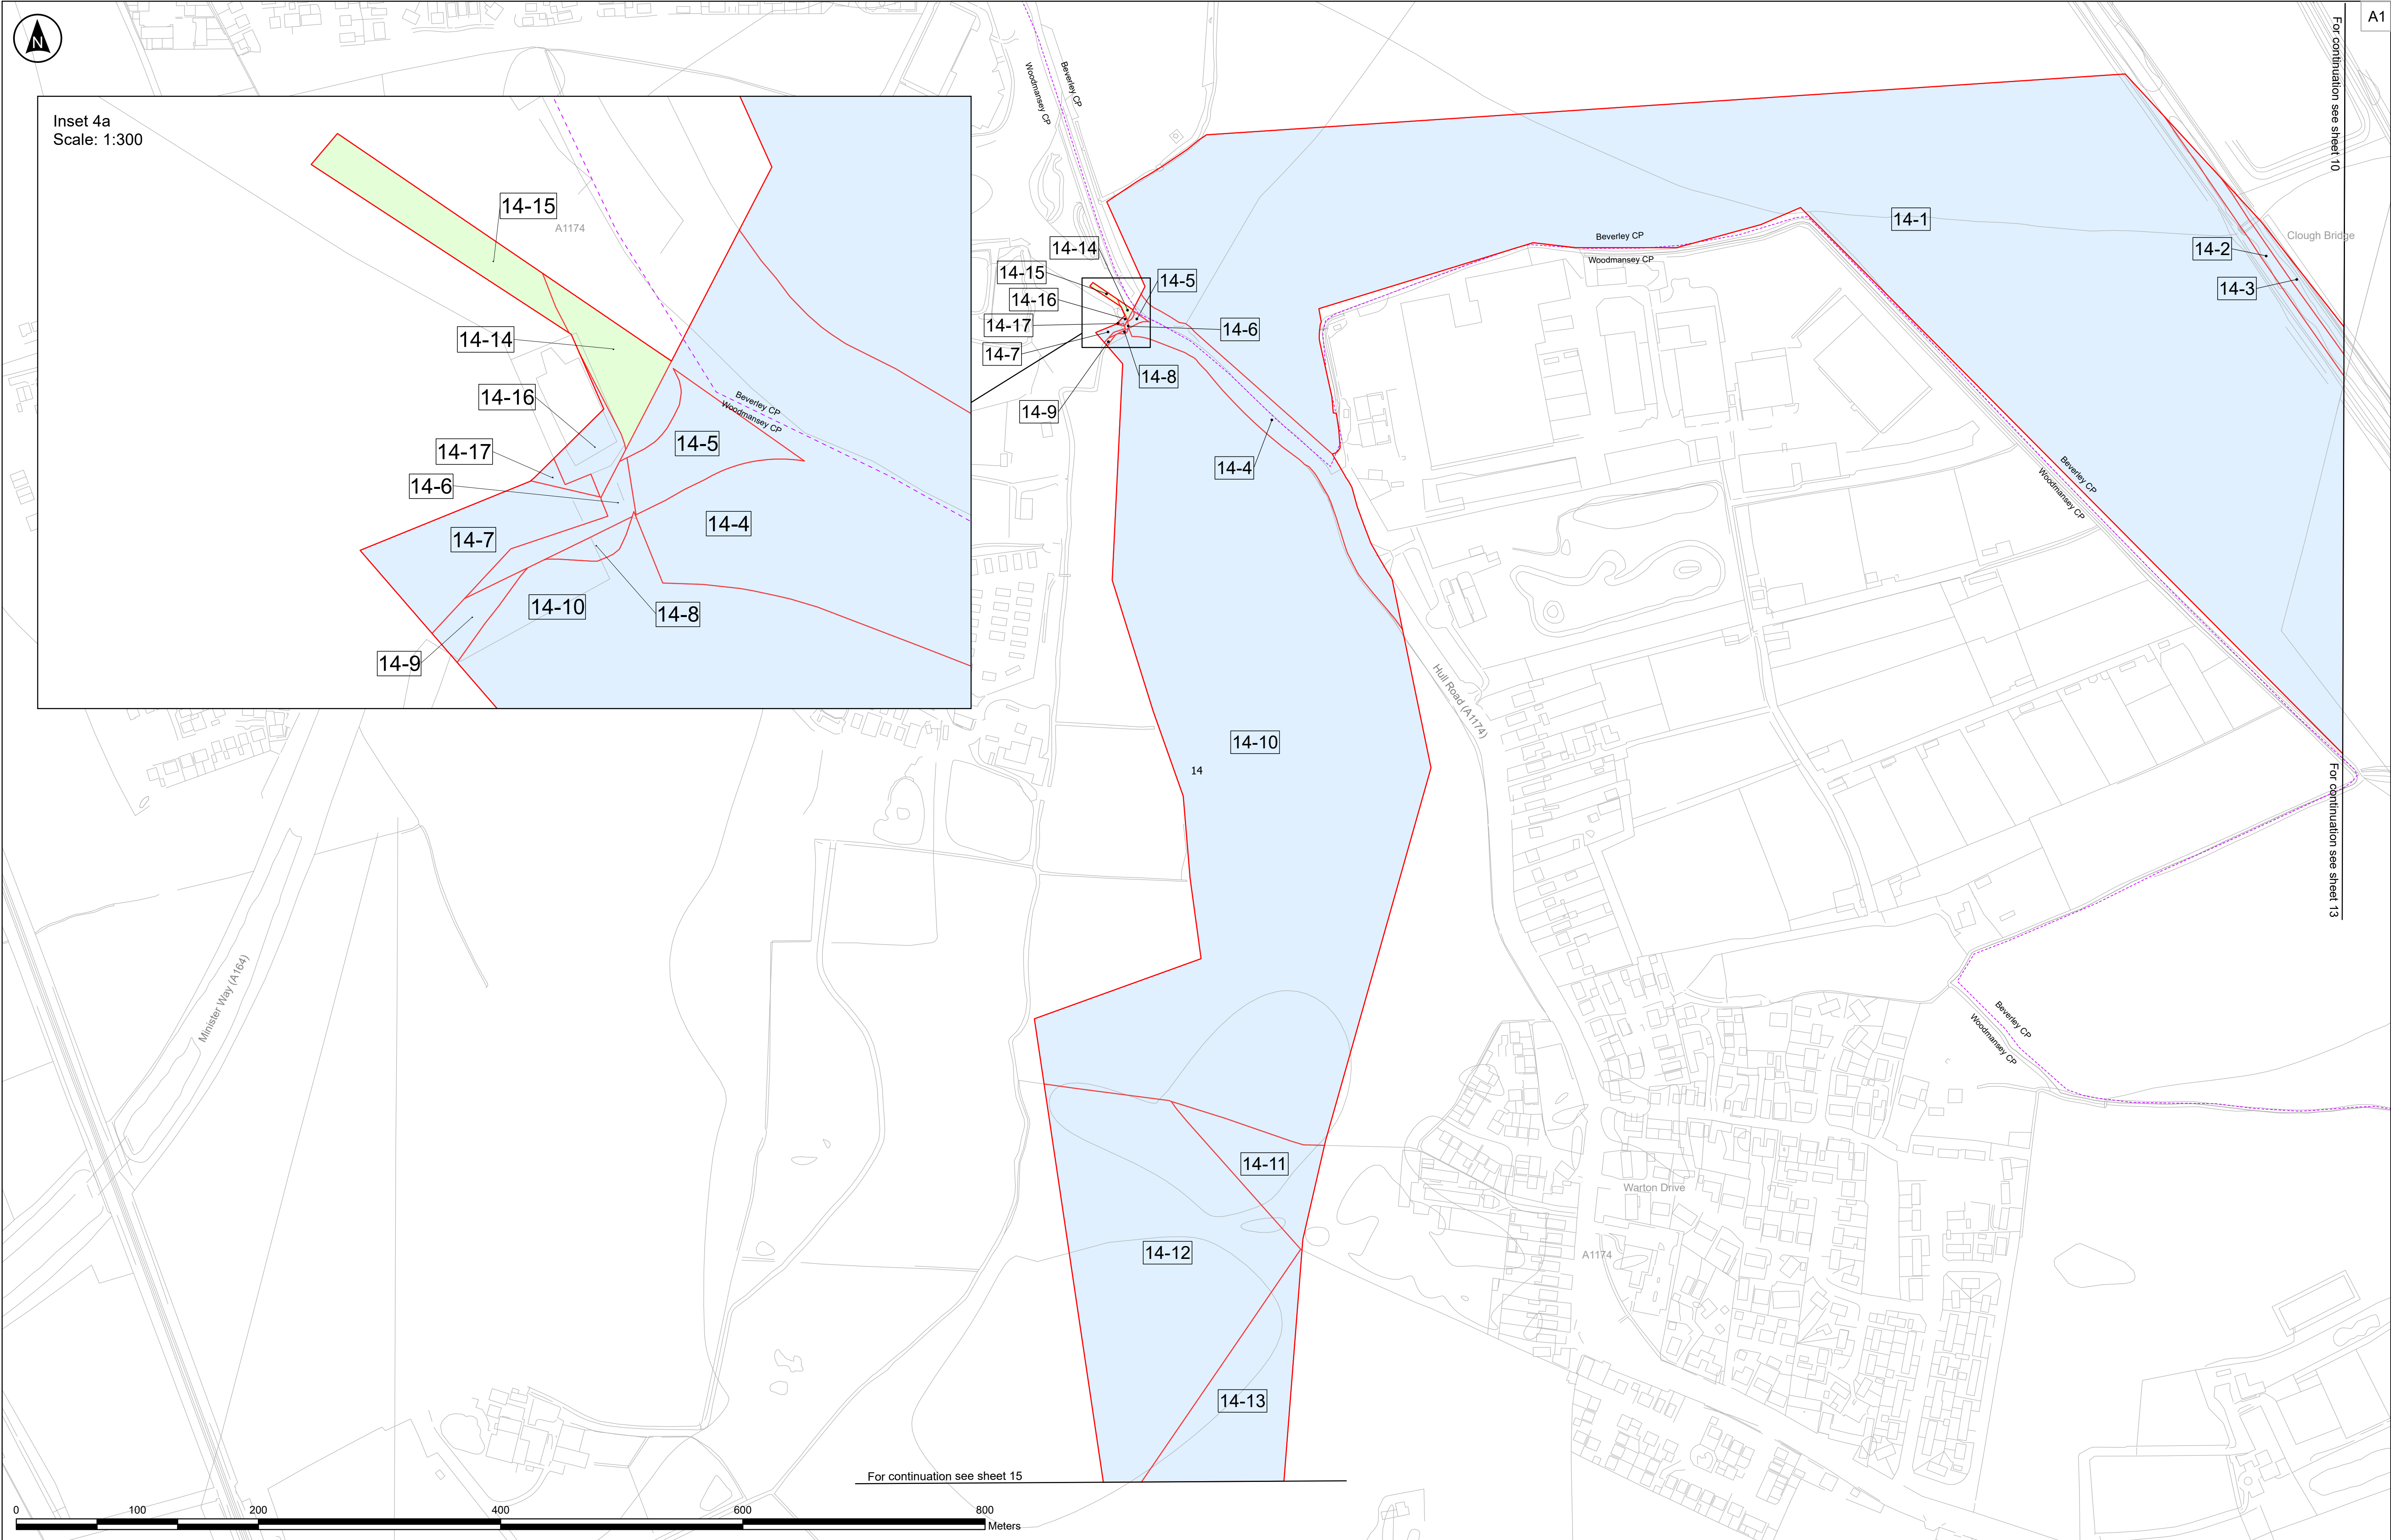 A1
N
Inset 4a
Scale: 1:300
14-15
A1174
14-14
14-16
14-17
14-6
14-7
14-9
14-10
14-8
14-4
14-5
Beverley CP
Woodmansey CP
Woodmansey CP
Beverley CP
14-14
14-15
14-16
14-17
14-7
14-9
14-5
14-6
14-8
14-4
Beverley CP
Woodmansey CP
14-1
14-2
14-3
Clough Bridge
For continuation see sheet 10
Beverley CP
Woodmansey CP
Hull Road (A1174)
14-10
14
For continuation see sheet 13
Minister Way (A164)
Beverley CP
Woodmansey CP
14-11
Warton Drive
14-12
A1174
14-13
For continuation see sheet 15
0 100 200 400 600 800
Meters